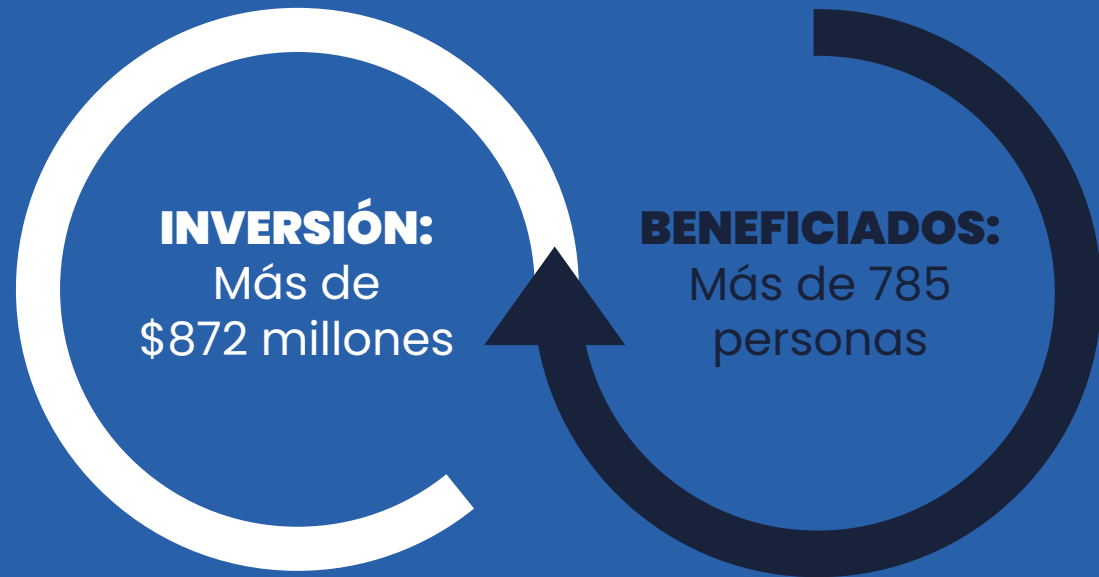 INVERSIÓN:
Más de
$872 millones
BENEFICIADOS:
Más de 785
personas